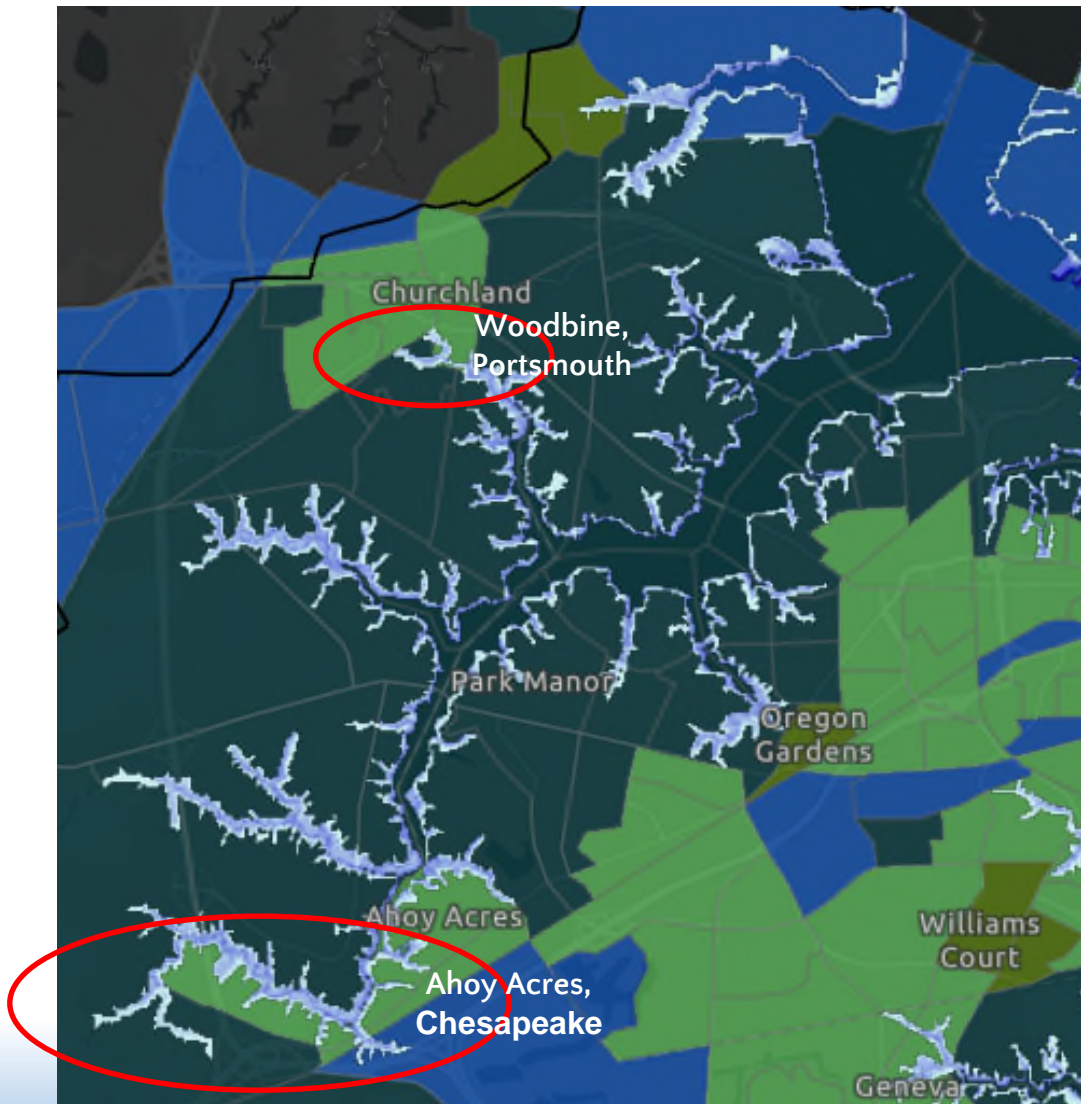 Churchland
Woodbine,
Portsmouth
Park Manor
Oregon
Gardens
Ahoy Acres
Williams
Court
Ahoy Acres,
Chesapeake
Geneva